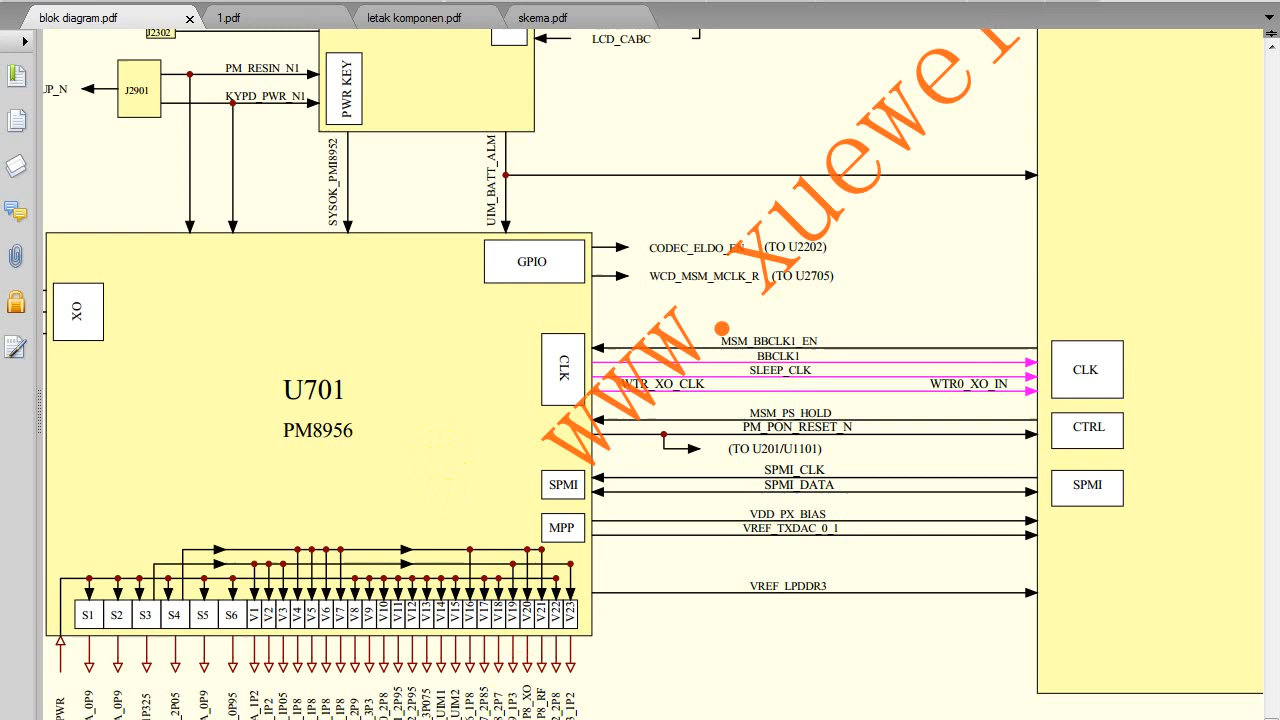 blok diagram.pdf
1.pdf
letak komponen.pdf
skema.pdf
J2302
LCD_CABC
PM_RESIN_N1
J2901
KYPD_PWR_N1
PWR KEY
SYSOK_PMI8952
UIM_BATT_ALM
GPIO
(TO U2202)
WCD_MSM_MCLK_R (TO U2705)
XO
www.xuewe
MSM_BBCLK1_EN
BBCLK1
SLEEP_CLK
WTR_XO_CLK
WTR0_XO_IN
CLK
CLK
U701
PM8956
MSM_PS_HOLD
PM_PON_RESET_N
CTRL
(TO U201/U1101)
SPMI
SPMI_CLK
SPMI_DATA
SPMI
MPP
VDD_PX_BIAS
VREF_TXDAC_0_1
VREF_LPDDR3
S1 S2 S3 S4 S5 S6 V1 V2 V3 V4 V5 V6 V7 V8 V9 V10 V11 V12 V13 V14 V15 V16 V17 V18 V19 V20 V21 V22 V23